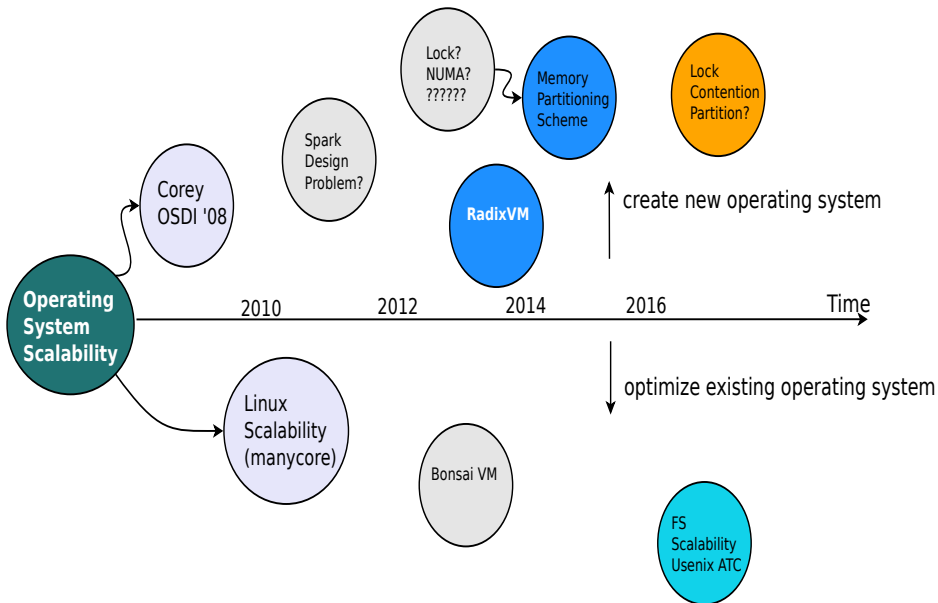 Lock?
NUMA?
??????
Memory
Partitioning
Scheme
Lock
Contention
Partition?
Spark
Design
Problem?
Corey
OSDI '08
RadixVM
create new operating system
Operating
System
Scalability
2010
2012
2014
2016
Time
optimize existing operating system
Linux
Scalability
(manycore)
Bonsai VM
FS
Scalability
Usenix ATC